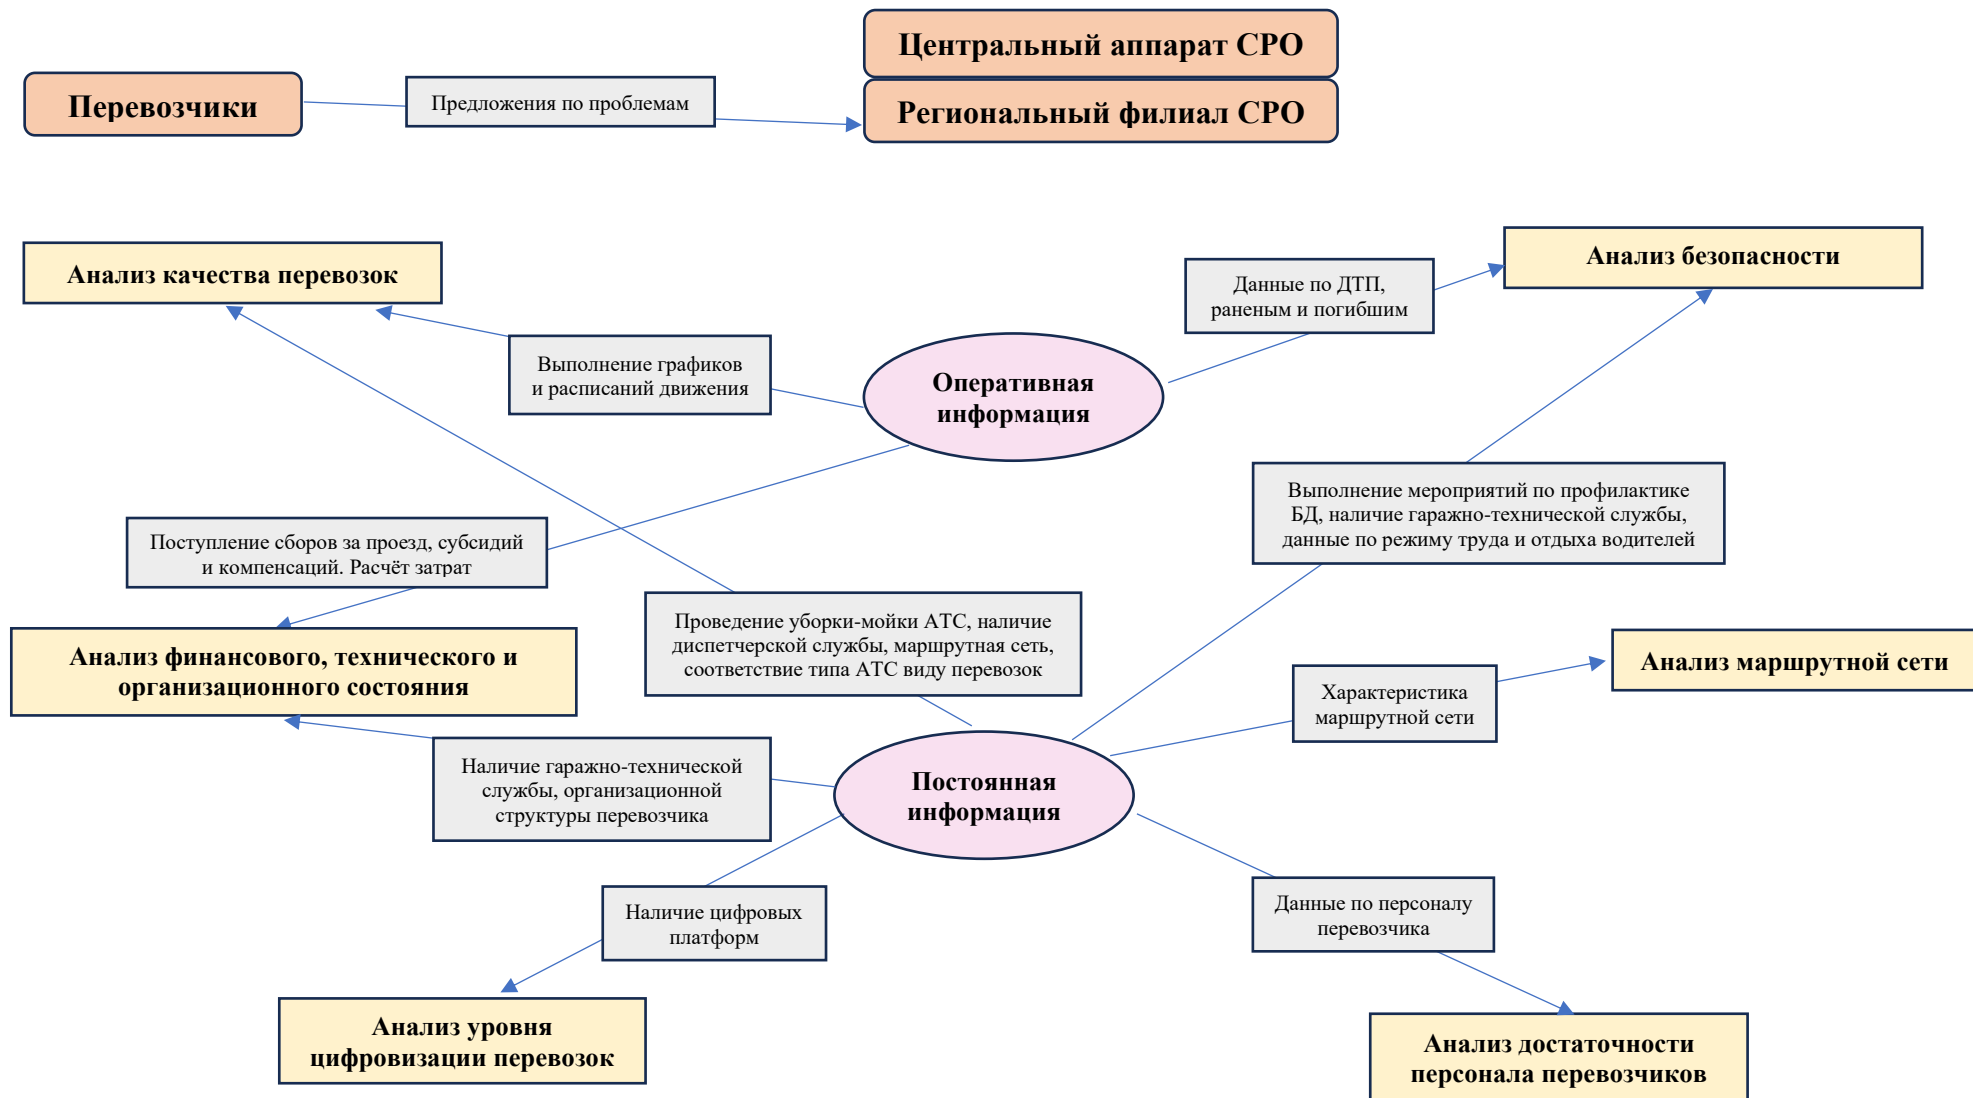 Центральный аппарат СРО
Перевозчики
Предложения по проблемам
Региональный филиал СРО
Анализ качества перевозок
Анализ безопасности
Данные по ДТП,
раненым и погибшим
Выполнение графиков
и расписаний движения
Оперативная
информация
Выполнение мероприятий по профилактике
БД, наличие гаражно-технической службы,
данные по режиму труда и отдыха водителей
Поступление сборов за проезд, субсидий
и компенсаций. Расчёт затрат
Проведение уборки-мойки АТС, наличие
диспетчерской службы, маршрутная сеть,
соответствие типа АТС виду перевозок
Анализ финансового, технического и
организационного состояния
Анализ маршрутной сети
Характеристика
маршрутной сети
Наличие гаражно-технической
службы, организационной
структуры перевозчика
Постоянная
информация
Наличие цифровых
платформ
Данные по персоналу
перевозчика
Анализ уровня
цифровизации перевозок
Анализ достаточности
персонала перевозчиков